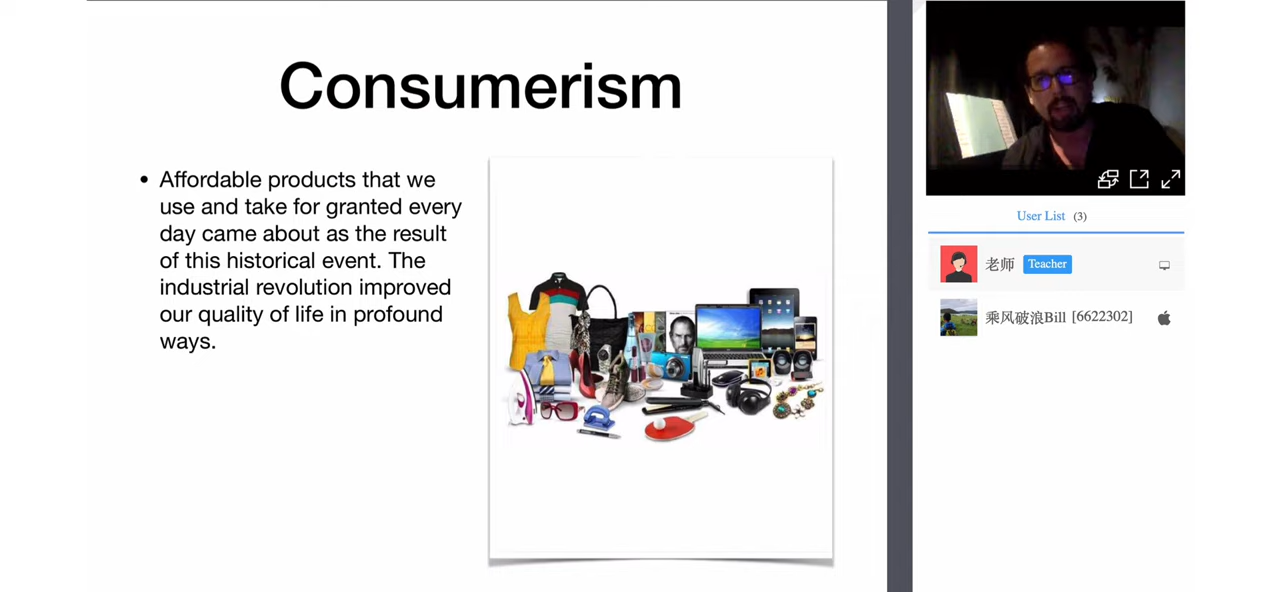 Consumerism
• Affordable products that we
use and take for granted every
day came about as the result
of this historical event. The
industrial revolution improved
our quality of life in profound
ways.
User List (3)
老师 Teacher
乘风破浪Bill [6622302]